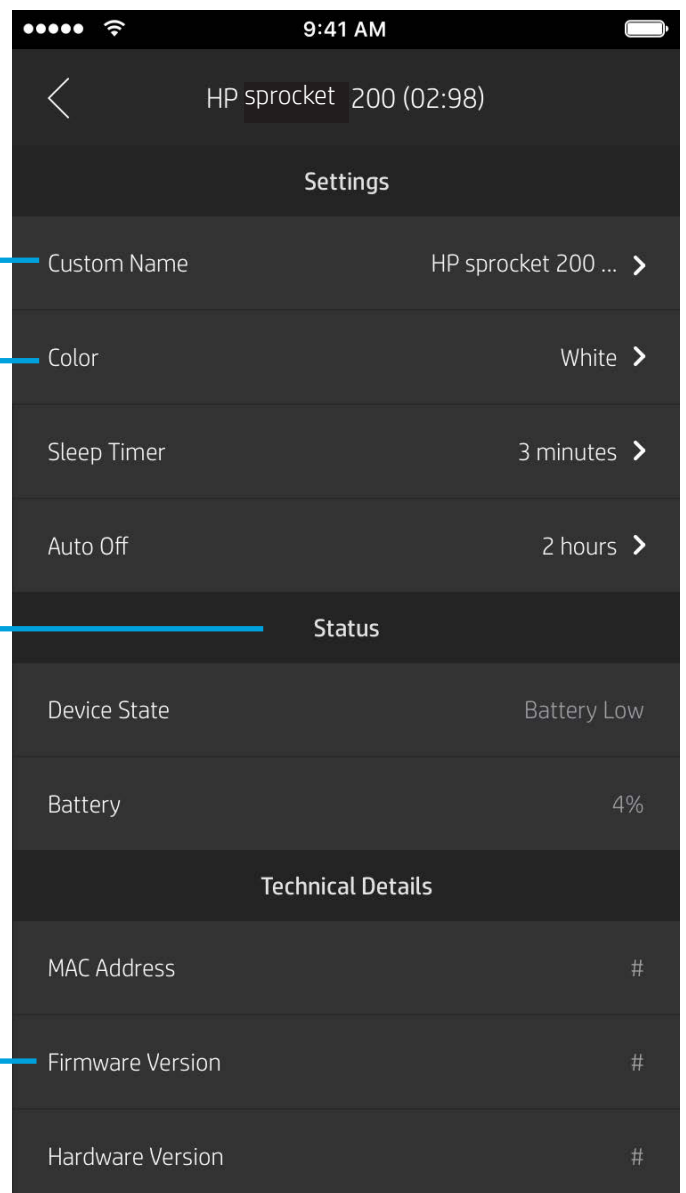 9:41 AM
HP sprocket 200 (02:98)
Settings
Custom Name HP sprocket 200 ...
Color White
Sleep Timer 3 minutes
Auto Off 2 hours
Status
Device State Battery Low
Battery 4%
Technical Details
MAC Address #
Firmware Version #
Hardware Version #